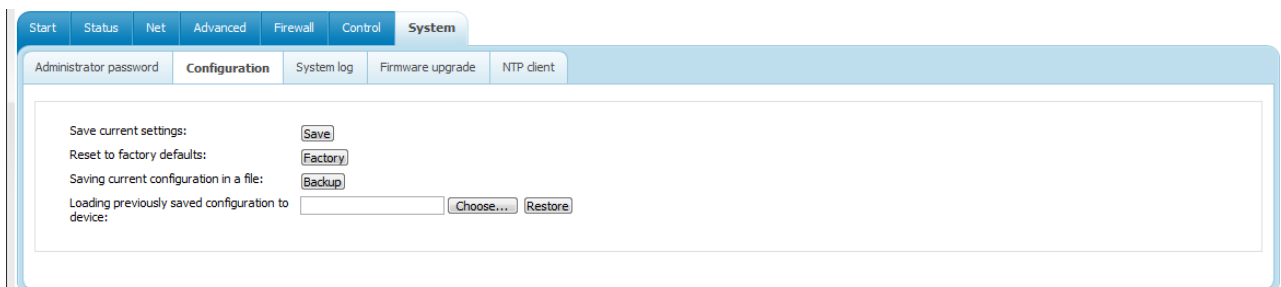 Start Status Net Advanced Firewall Control System
Administrator password Configuration System log Firmware upgrade NTP client
Save current settings: Save
Reset to factory defaults: Factory
Saving current configuration in a file: Backup
Loading previously saved configuration to Choose... Restore
device: